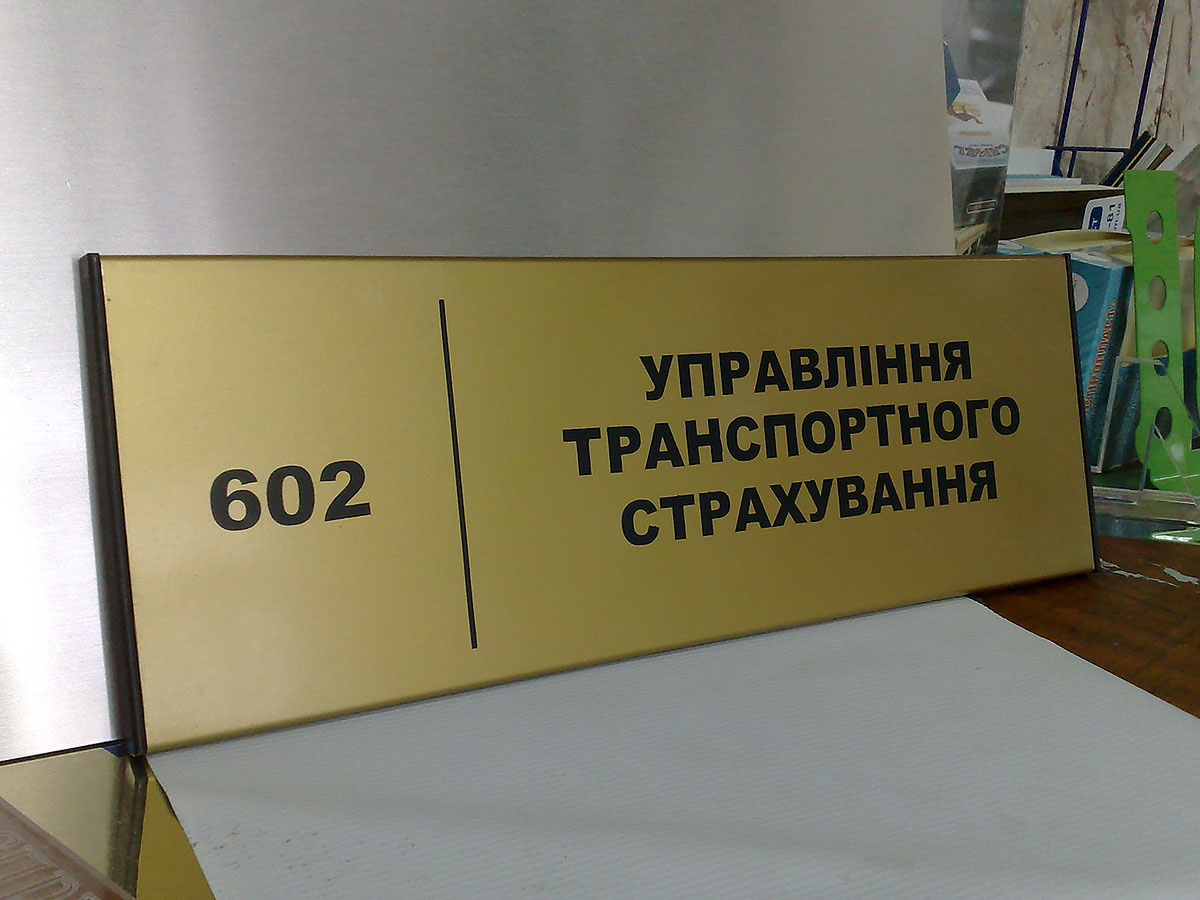 602
УПРАВЛІННЯ
ТРАНСПОРТНОГО
СТРАХУВАННЯ